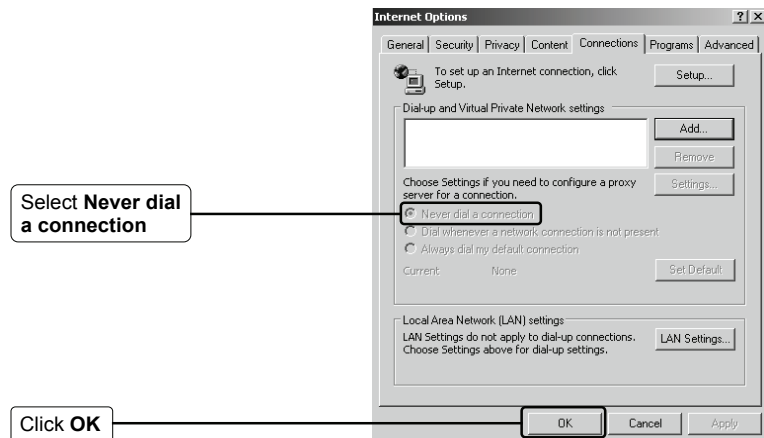 Internet Options
General Security Privacy Content Connections Programs Advanced
To set up an Internet connection, click
Setup.
Setup...
Dial-up and Virtual Private Network settings
Add...
Remove
Choose Settings if you need to configure a proxy
server for a connection.
Settings...
Select Never dial
a connection
Never dial a connection
Dial whenever a network connection is not present
Always dial my default connection
Current None
Set Default
Local Area Network (LAN) settings
LAN Settings do not apply to dial-up connections.
Choose Settings above for dial-up settings.
LAN Settings...
Click OK
OK Cancel Apply